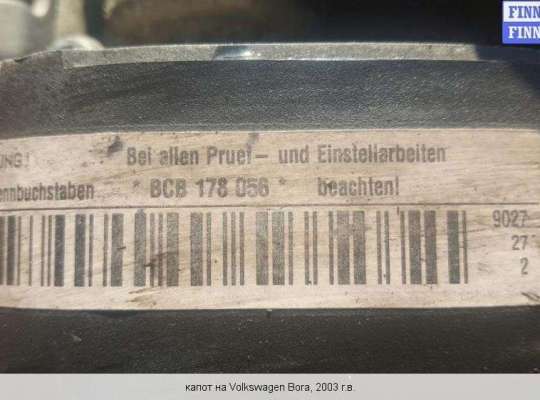 FINN
FINN
UNG!
Bei allen Pruef- und Einstellarbeiten
ennbuchstaben * BCB 178 056 * beachten!
9027
27
2
капот на Volkswagen Bora, 2003 г.в.